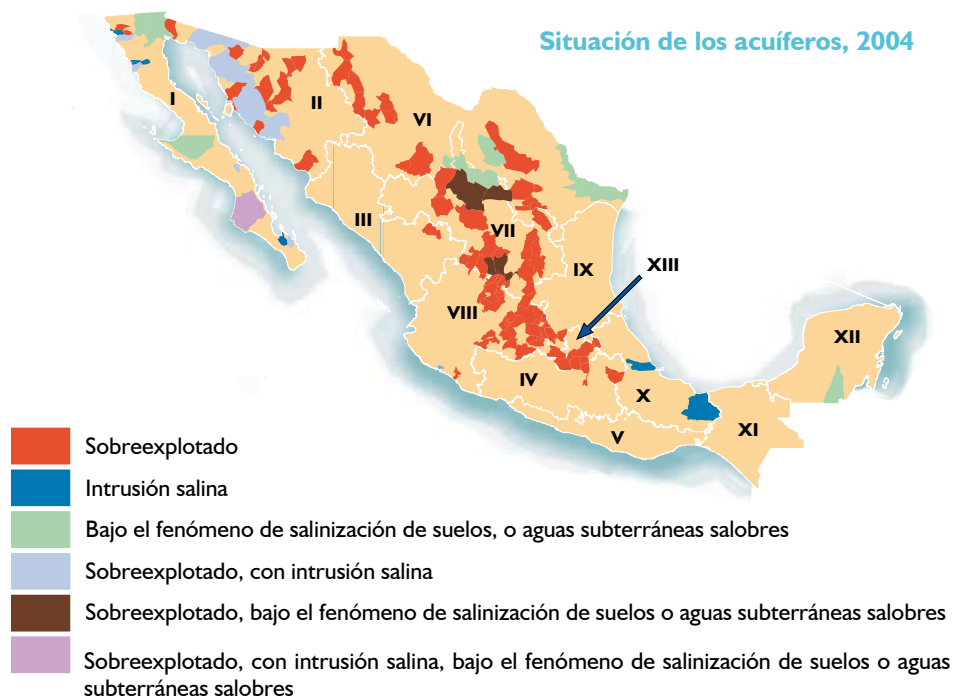 Situación de los acuíferos, 2004
I
II
VI
III
VII
IX
XIII
VIII
XII
IV
X
V
XI
Sobreexplotado
Intrusión salina
Bajo el fenómeno de salinización de suelos, o aguas subterráneas salobres
Sobreexplotado, con intrusión salina
Sobreexplotado, bajo el fenómeno de salinización de suelos o aguas subterráneas salobres
Sobreexplotado, con intrusión salina, bajo el fenómeno de salinización de suelos o aguas
subterráneas salobres